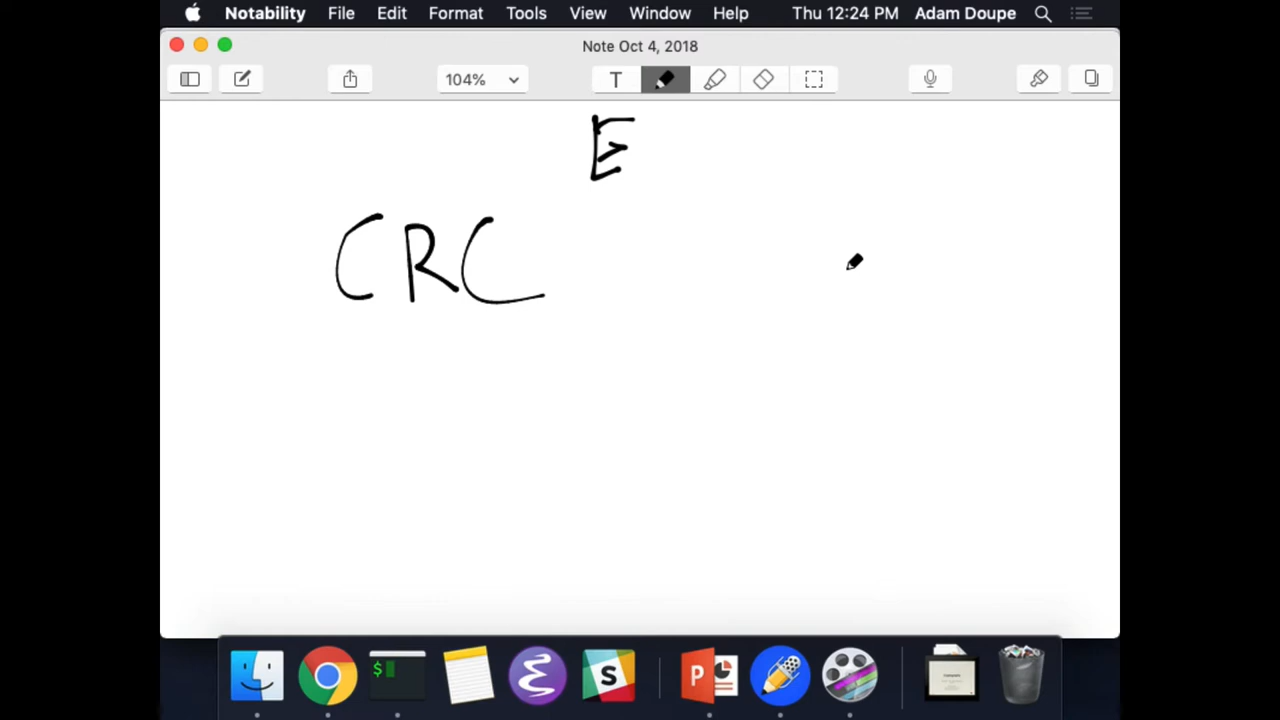 Notability File Edit Format Tools View Window Help Thu 12:24 PM Adam Doupe
Note Oct 4, 2018
104% T
E
CRC
$ S P